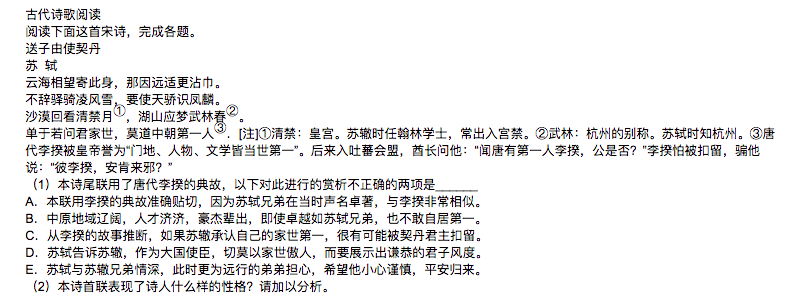 古代诗歌阅读
阅读下面这首宋诗，完成各题。
送子由使契丹
苏 轼
云海相望寄此身，那因远适更沾巾。
不辞驿骑凌风雪，要使天骄识凤麟。
沙漠回看清禁月①，湖山应梦武林春②。
单于若问君家世，莫道中朝第一人③．[注]①清禁：皇宫。苏辙时任翰林学士，常出入宫禁。②武林：杭州的别称。苏轼时知杭州。③唐
代李揆被皇帝誉为“门地、人物、文学皆当世第一”。后来入吐蕃会盟，酋长问他：“闻唐有第一人李揆，公是否？”李揆怕被扣留，骗他
说：“彼李揆，安肯来邪？”
（1）本诗尾联用了唐代李揆的典故，以下对此进行的赏析不正确的两项是______
A．本联用李揆的典故准确贴切，因为苏轼兄弟在当时声名卓著，与李揆非常相似。
B．中原地域辽阔，人才济济，豪杰辈出，即使卓越如苏轼兄弟，也不敢自居第一。
C．从李揆的故事推断，如果苏辙承认自己的家世第一，很有可能被契丹君主扣留。
D．苏轼告诉苏辙，作为大国使臣，切莫以家世傲人，而要展示出谦恭的君子风度。
E．苏轼与苏辙兄弟情深，此时更为远行的弟弟担心，希望他小心谨慎，平安归来。
（2）本诗首联表现了诗人什么样的性格？请加以分析。